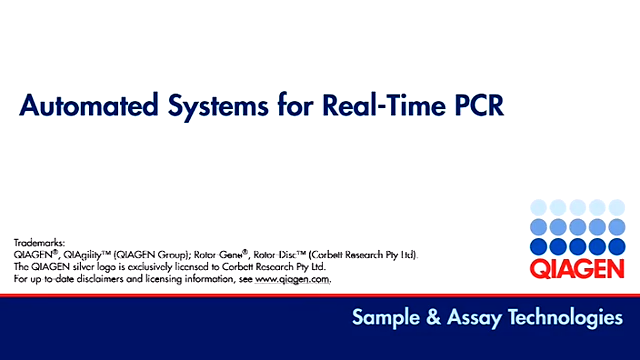 Automated Systems for Real-Time PCR
Trademarks:
QIAGEN®, QIAgility™ (QIAGEN Group); Rotor-Gene®, Rotor-Disc™ (Corbett Research Pty Ltd).
The QIAGEN silver logo is exclusively licensed to Corbett Research Pty Ltd.
For up-to-date disclaimers and licensing information, see www.qiagen.com.
QIAGEN
Sample & Assay Technologies